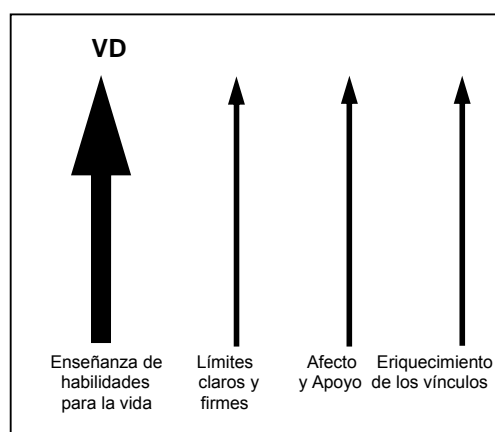 VD
Enseñanza de
habilidades
para la vida
Límites
claros y
firmes
Afecto
y Apoyo
Eriquecimiento
de los vínculos